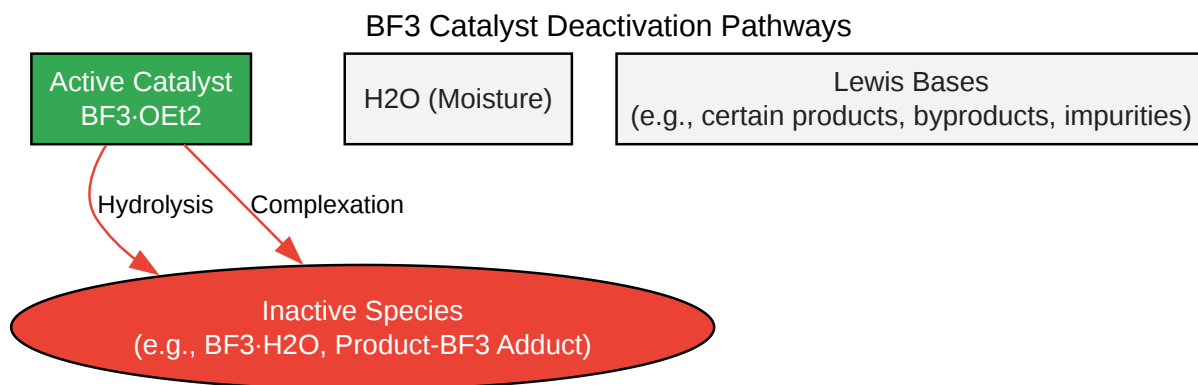 BF3 Catalyst Deactivation Pathways
Active Catalyst
BF3·OEt2
H2O (Moisture)
Lewis Bases
(e.g., certain products, byproducts, impurities)
Hydrolysis
Complexation
Inactive Species
(e.g., BF3·H2O, Product-BF3 Adduct)